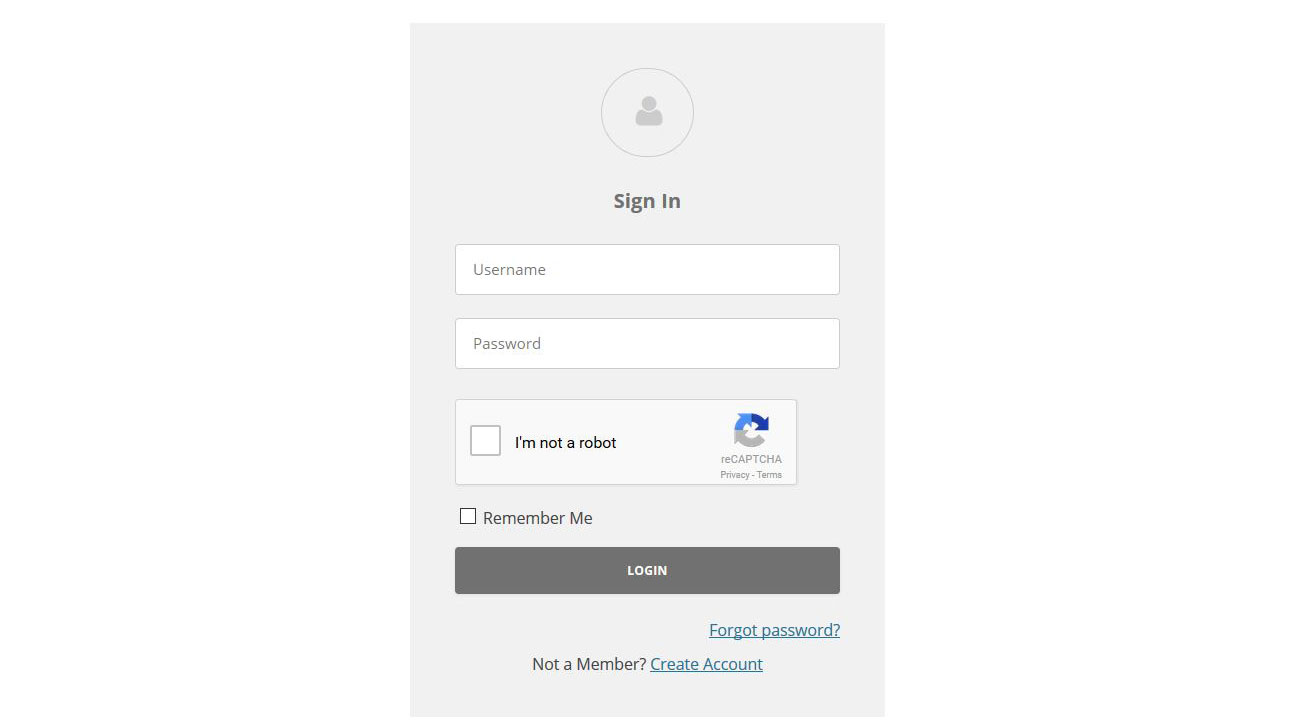 Sign In
Username
Password
I'm not a robot
reCAPTCHA
Privacy - Terms
Remember Me
LOGIN
Forgot password?
Not a Member? Create Account